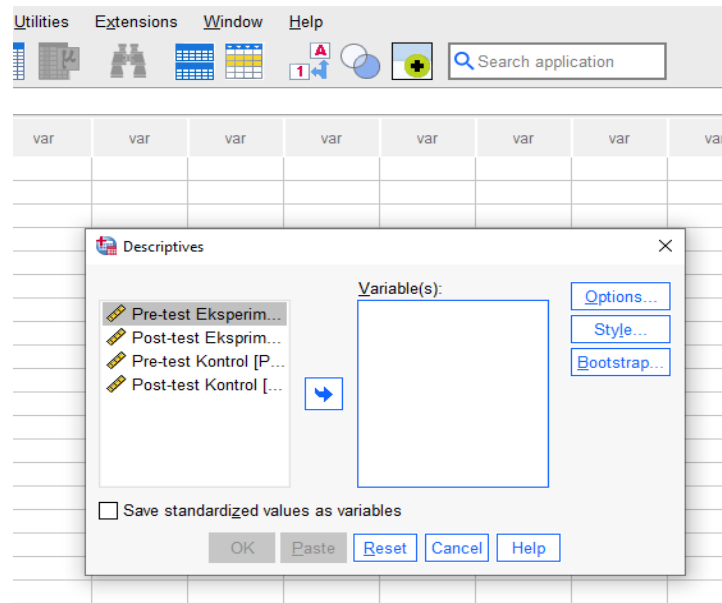 Utilities Extensions Window Help
Search application
var var var var var var var va
Descriptives
Variable(s):
Pre-test Eksperim...
Post-test Eksprim...
Pre-test Kontrol [P...
Post-test Kontrol [...
Options...
Style...
Bootstrap...
Save standardized values as variables
OK Paste Reset Cancel Help